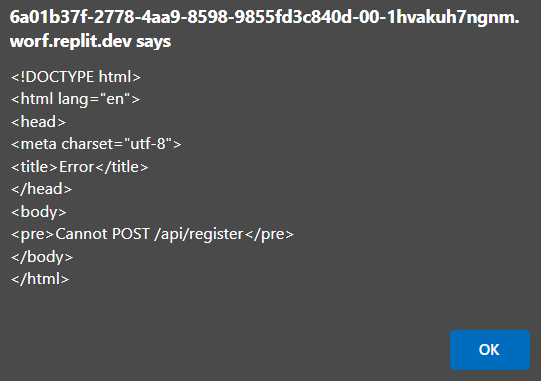 6a01b37f-2778-4aa9-8598-9855fd3c840d-00-1hvakuh7ngnm.
worf.replit.dev says
<!DOCTYPE html>
<html lang="en">
<head>
<meta charset="utf-8">
<title>Error</title>
</head>
<body>
<pre>Cannot POST /api/register</pre>
</body>
</html>
OK